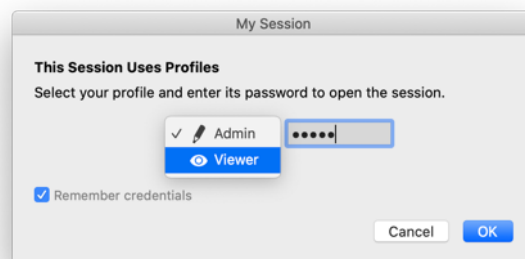 My Session
This Session Uses Profiles
Select your profile and enter its password to open the session.
✓ Admin •••••
Viewer
Remember credentials
Cancel OK